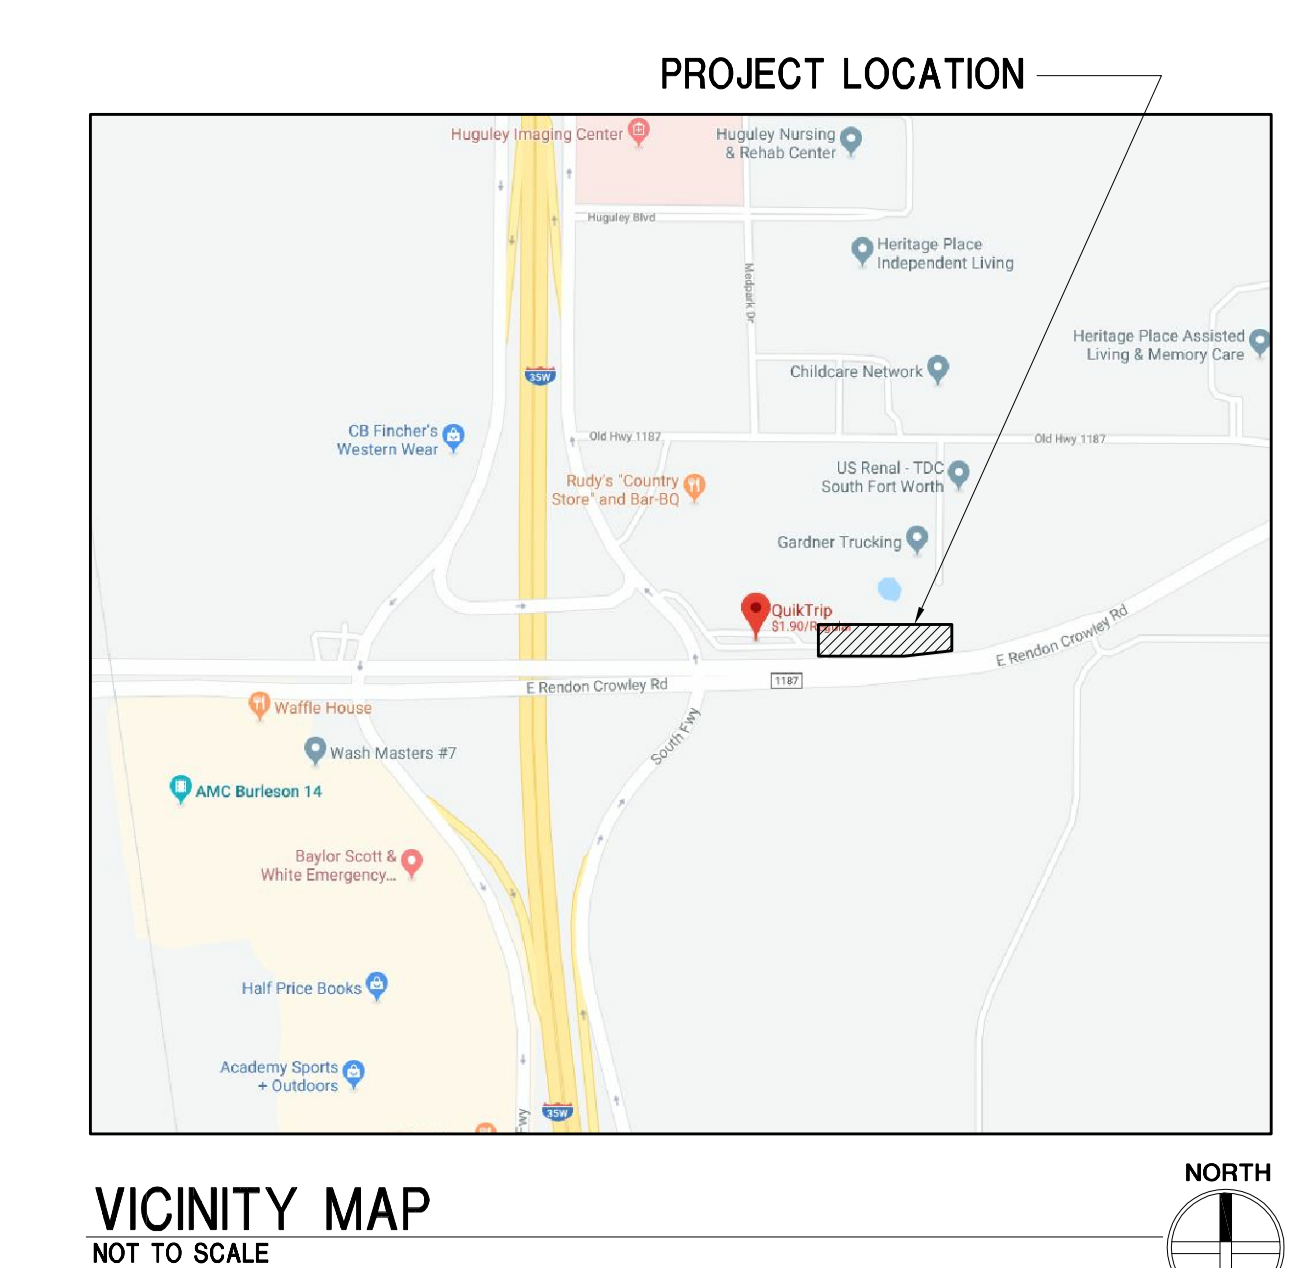 PROJECT LOCATION
Huguley Imaging Center
Huguley Nursing
& Rehab Center
Huguley Blvd
Heritage Place
Independent Living
Medpark Dr
Heritage Place Assisted
Living & Memory Care
Childcare Network
35W
CB Fincher's
Western Wear
Old Hwy 1187
Old Hwy 1187
US Renal - TDC
South Fort Worth
Rudy's "Country
Store" and Bar-BQ
Gardner Trucking
QuikTrip
$1.90/Regular
E Rendon Crowley Rd
E Rendon Crowley Rd
1187
Waffle House
South Fwy
Wash Masters #7
AMC Burleson 14
Baylor Scott &
White Emergency...
Half Price Books
Academy Sports
+ Outdoors
35W
Fwy
VICINITY MAP
NOT TO SCALE
NORTH